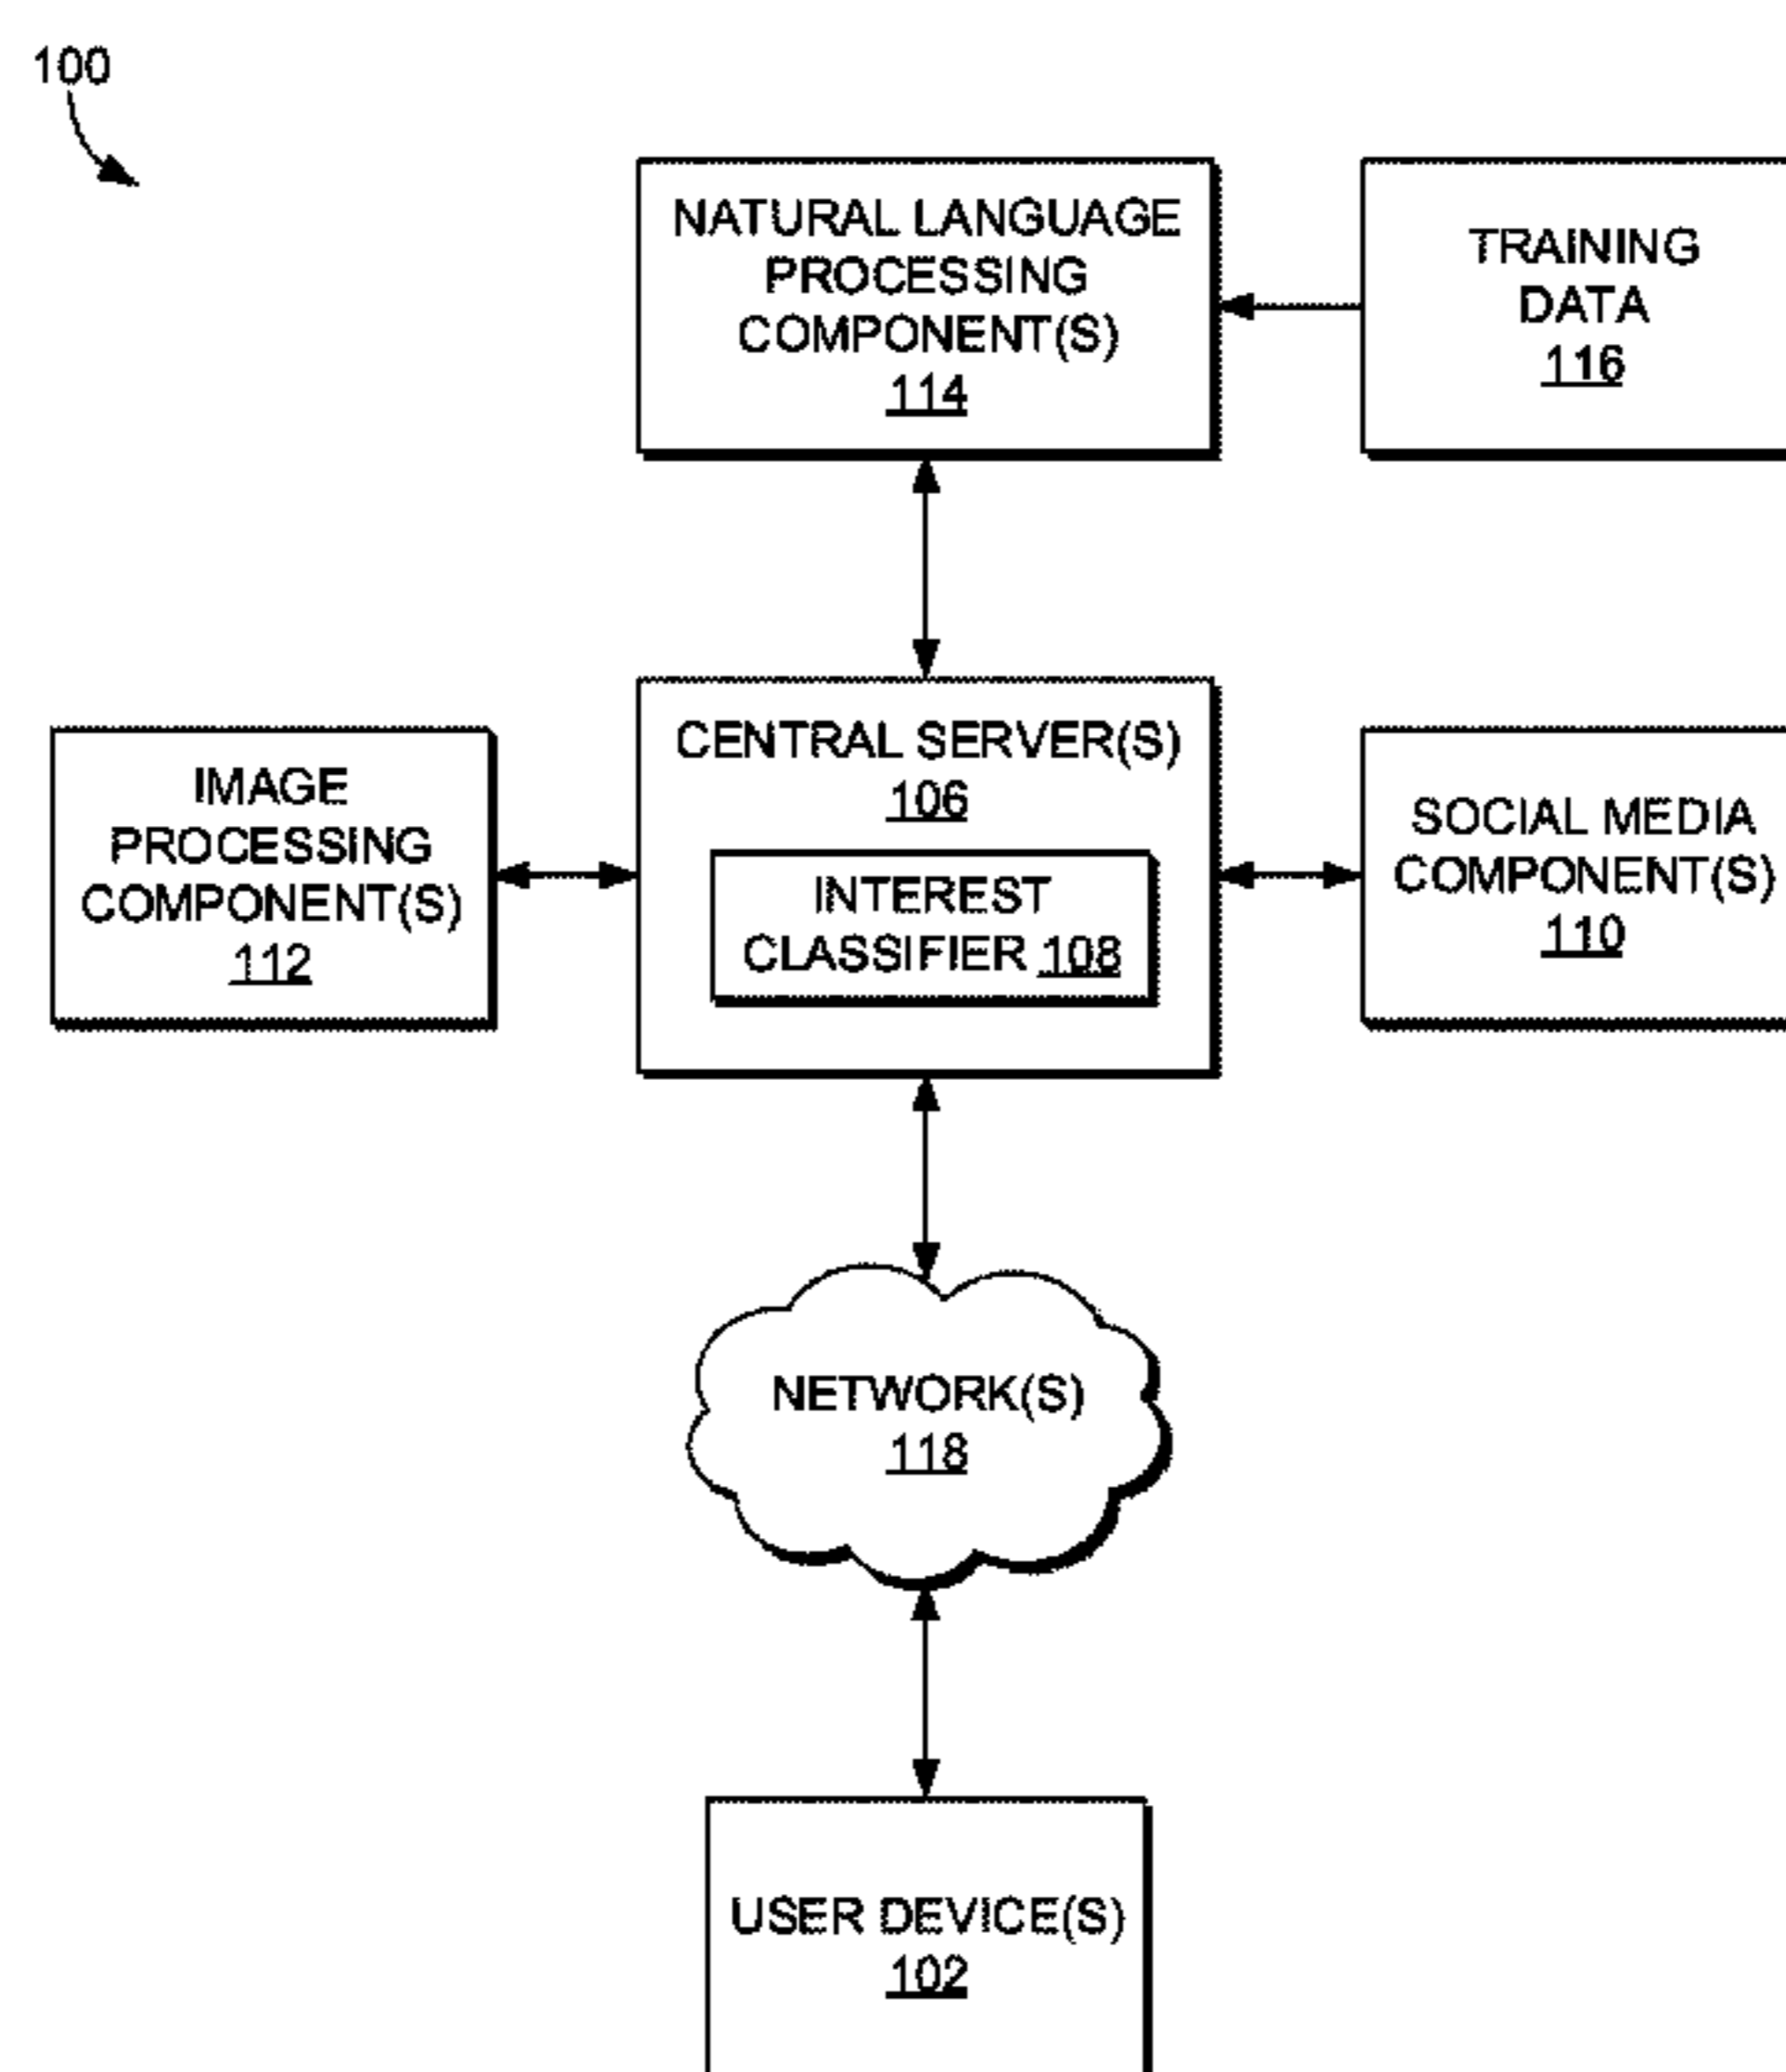 100
NATURAL LANGUAGE
PROCESSING
COMPONENT(S)
114
TRAINING
DATA
116
IMAGE
PROCESSING
COMPONENT(S)
112
CENTRAL SERVER(S)
106
INTEREST
CLASSIFIER 108
SOCIAL MEDIA
COMPONENT(S)
110
NETWORK(S)
118
USER DEVICE(S)
102